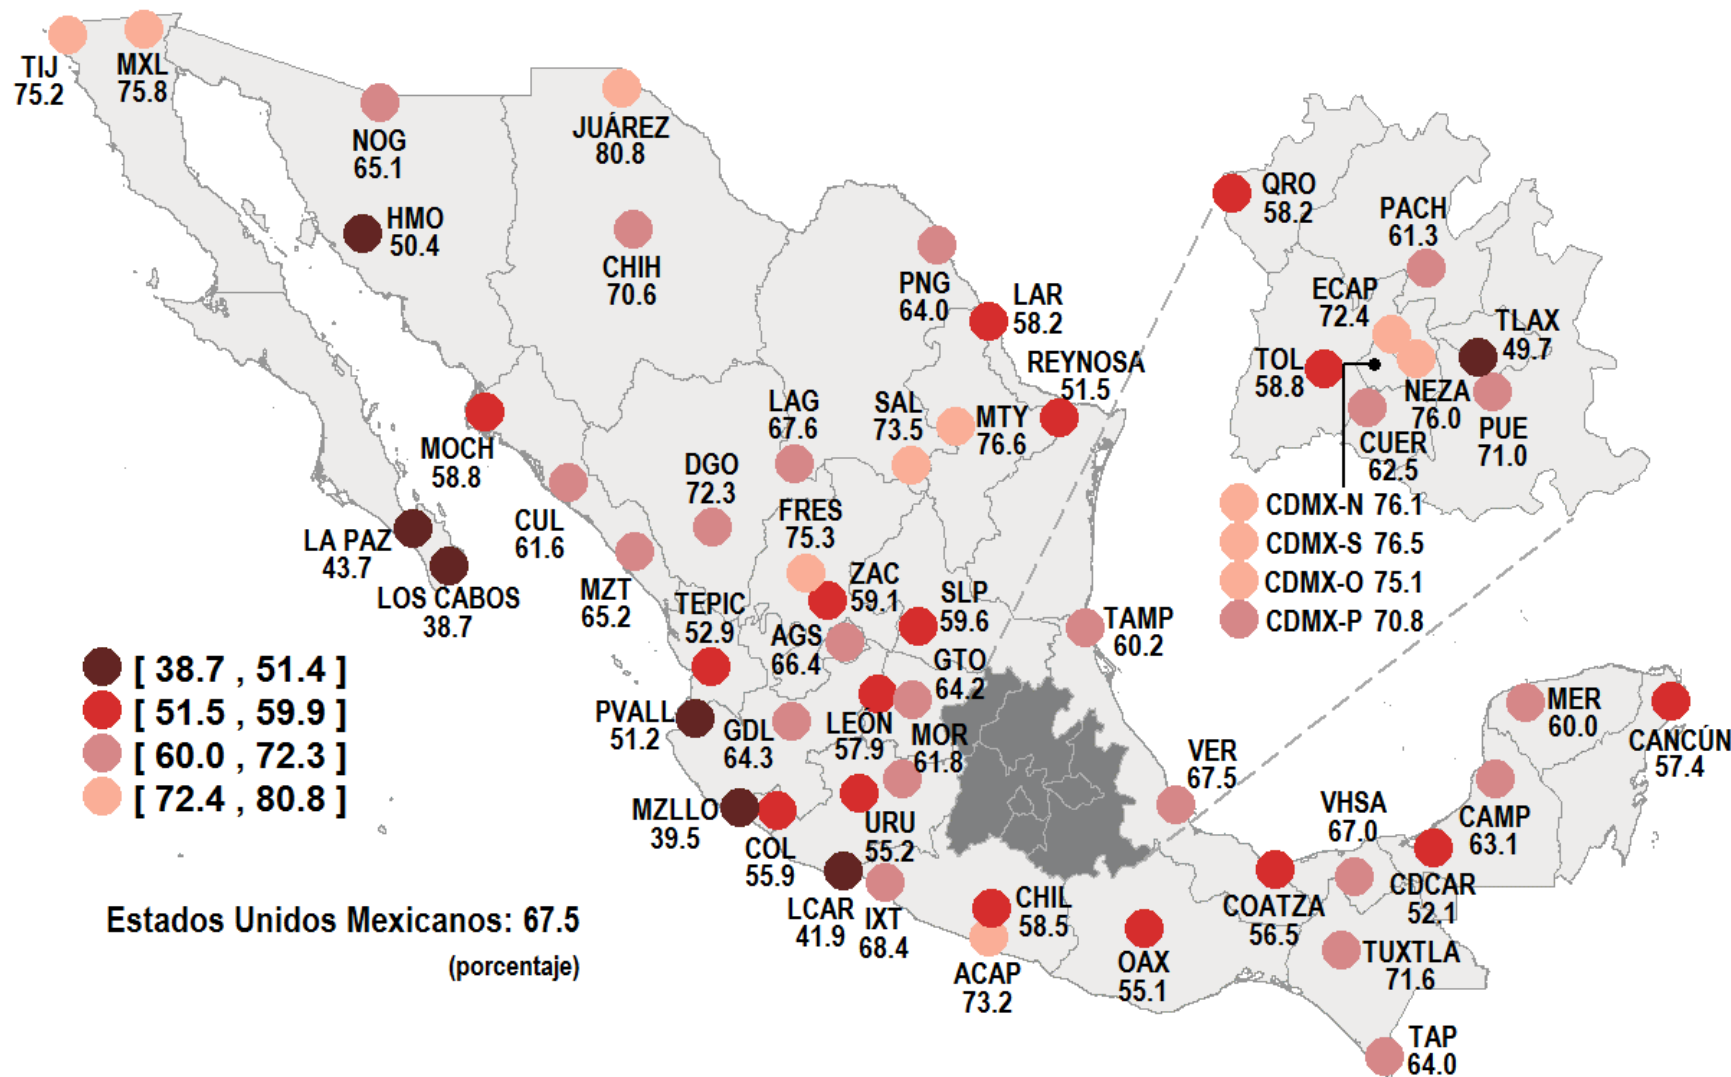 TIJ
75.2
MXL
75.8
NOG
65.1
HMO
50.4
JUÁREZ
80.8
CHIH
70.6
PNG
64.0
LAR
58.2
REYNOSA
51.5
LAG
67.6
SAL
73.5
MTY
76.6
MOCH
58.8
DGO
72.3
FRES
75.3
CUL
61.6
LA PAZ
43.7
LOS CABOS
38.7
MZT
65.2
ZAC
59.1
SLP
59.6
TEPIC
52.9
AGS
66.4
GTO
64.2
TAMP
60.2
PVALL
51.2
GDL
64.3
LEÓN
57.9
MOR
61.8
MZLLO
39.5
COL
55.9
URU
55.2
LCAR
41.9
IXT
68.4
CHIL
58.5
ACAP
73.2
OAX
55.1
VER
67.5
COATZA
56.5
VHSA
67.0
CDCAR
52.1
TUXTLA
71.6
TAP
64.0
CAMP
63.1
MER
60.0
CANCÚN
57.4
QRO
58.2
PACH
61.3
ECAP
72.4
TLAX
49.7
TOL
58.8
NEZA
76.0
CUER
62.5
PUE
71.0
CDMX-N 76.1
CDMX-S 76.5
CDMX-O 75.1
CDMX-P 70.8
[ 38.7 , 51.4 ]
[ 51.5 , 59.9 ]
[ 60.0 , 72.3 ]
[ 72.4 , 80.8 ]
Estados Unidos Mexicanos: 67.5
(porcentaje)